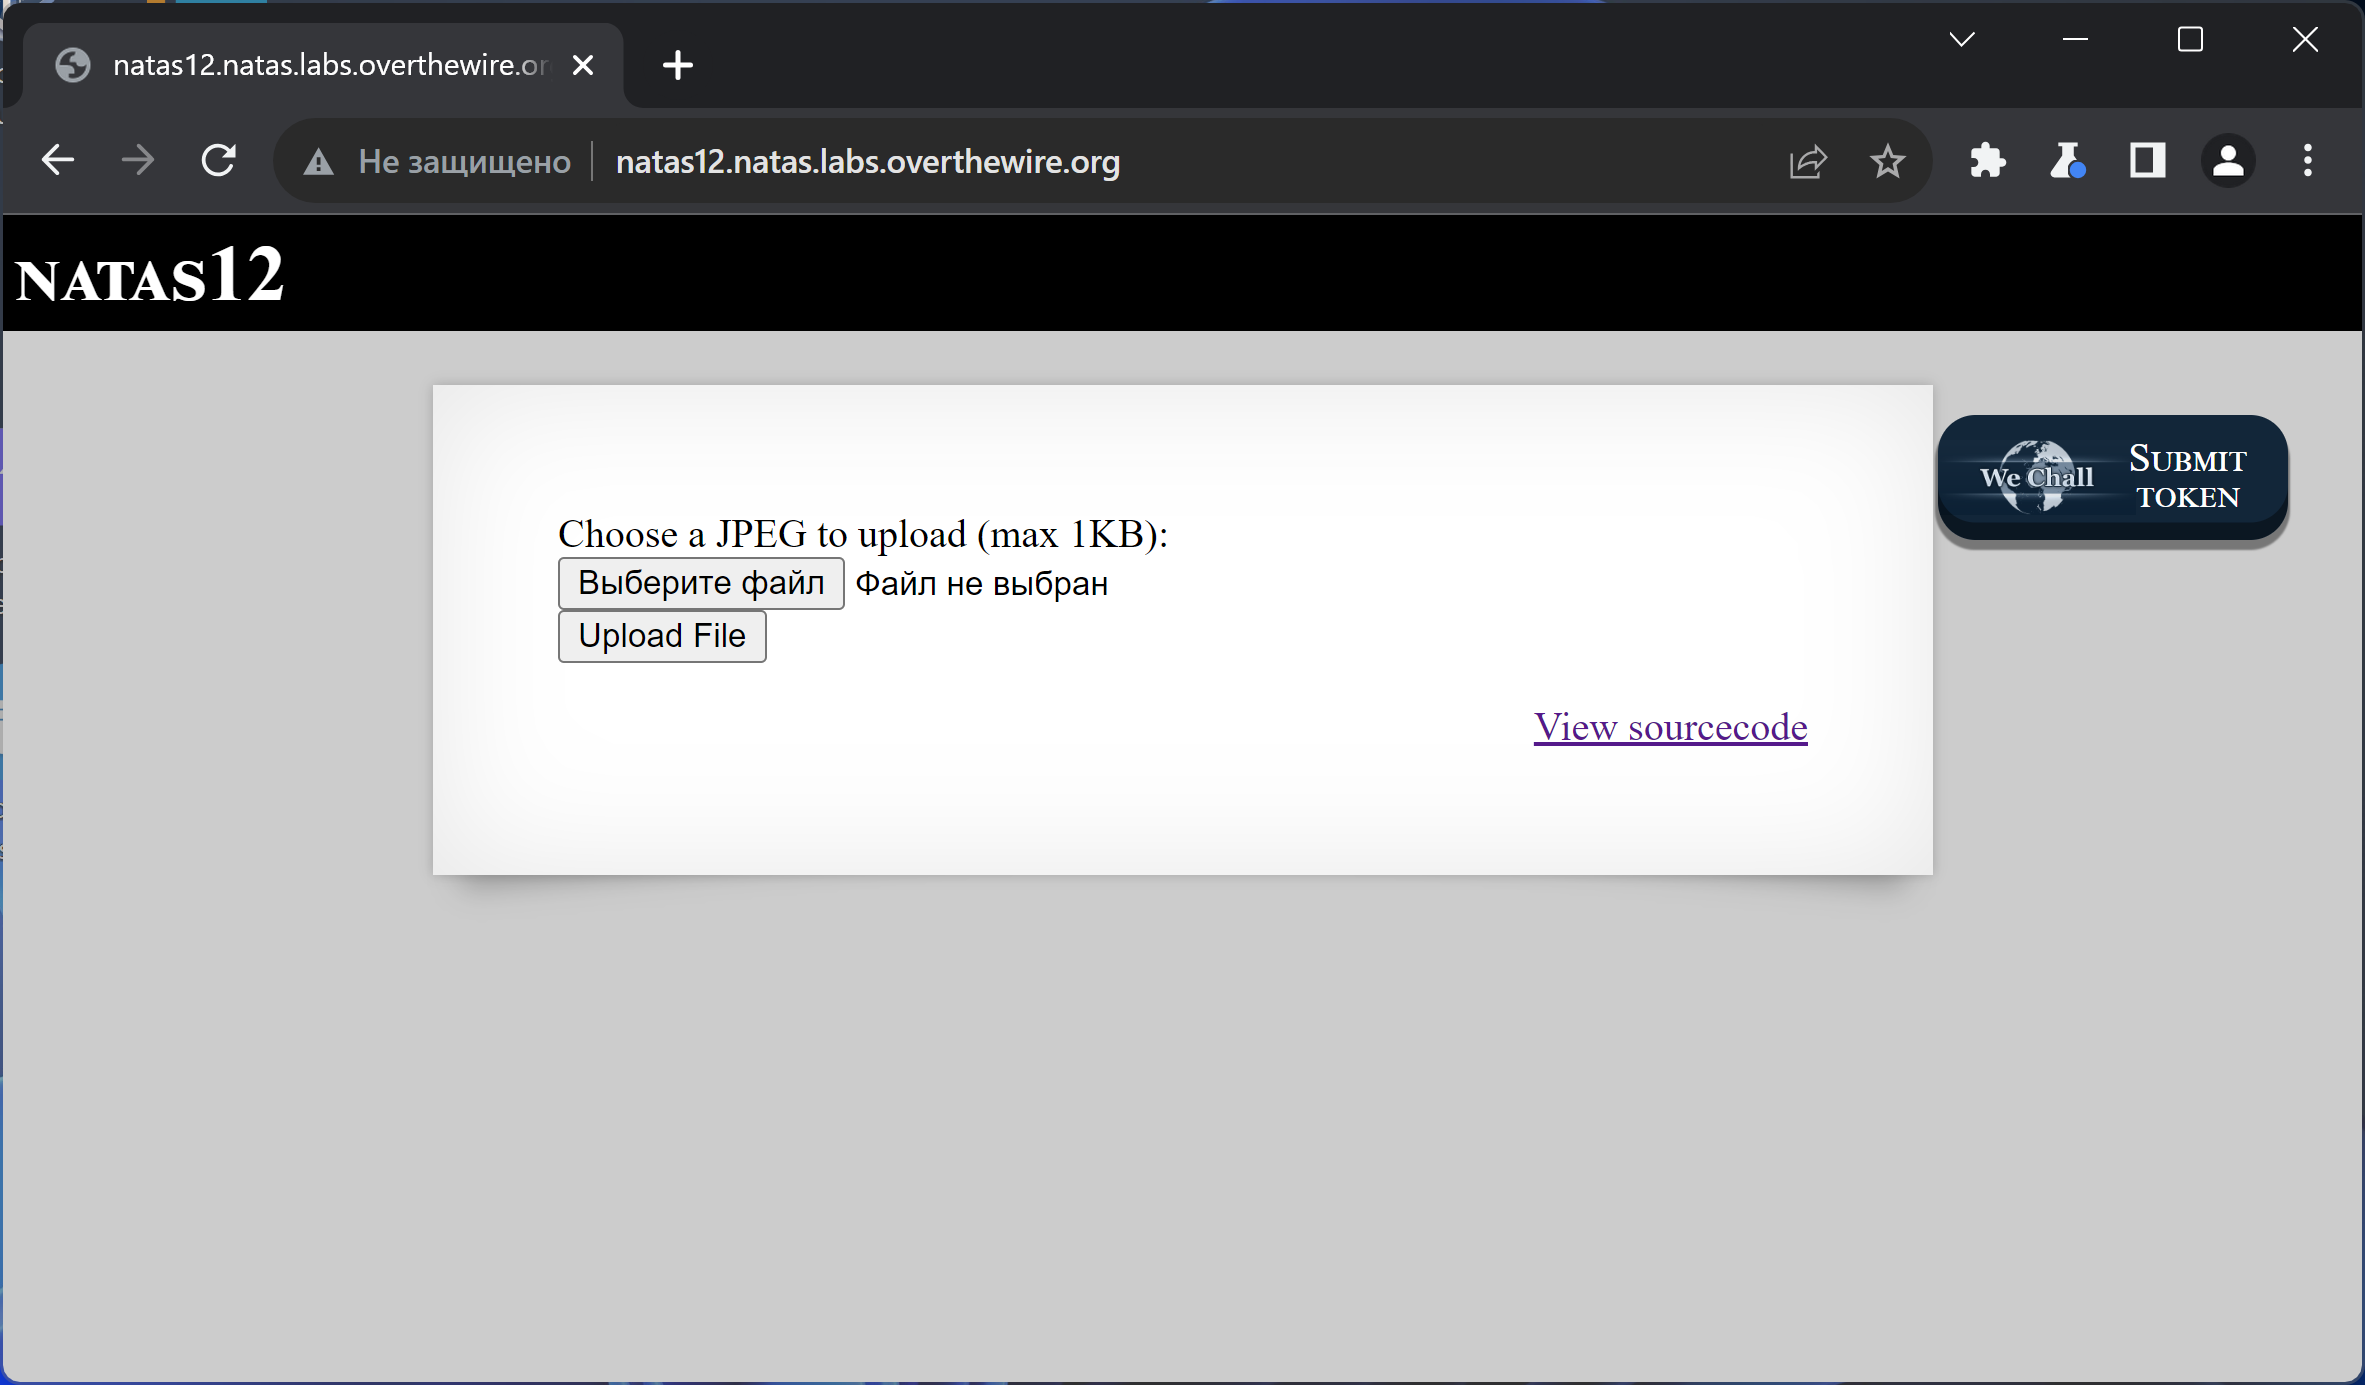 natas12.natas.labs.overthewire.or
Не защищено
natas12.natas.labs.overthewire.org
NATAS12
Choose a JPEG to upload (max 1KB):
Выберите файл Файл не выбран
Upload File
View sourcecode
We Chall
SUBMIT
TOKEN